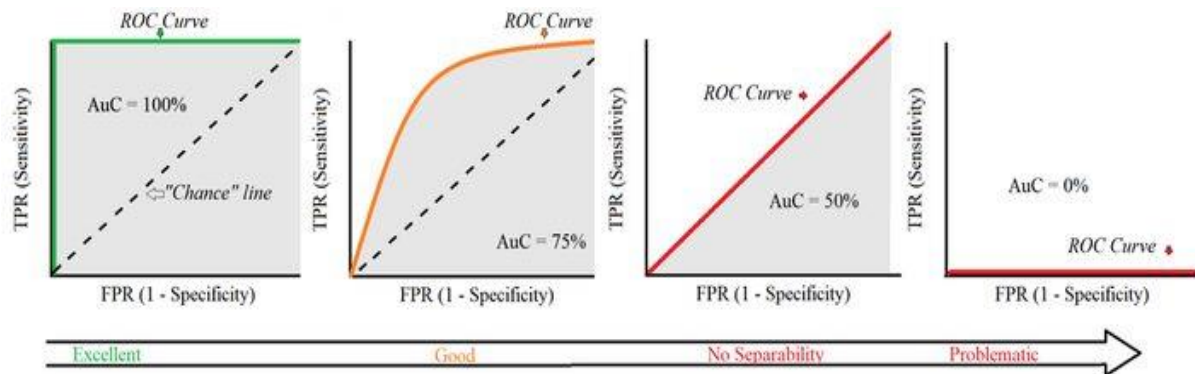 ROC Curve
TPR (Sensitivity)
AuC = 100%
"Chance" line
FPR (1 - Specificity)
ROC Curve
TPR (Sensitivity)
AuC = 75%
FPR (1 - Specificity)
ROC Curve
TPR (Sensitivity)
AuC = 50%
FPR (1 - Specificity)
TPR (Sensitivity)
AuC = 0%
ROC Curve
FPR (1 - Specificity)
Excellent
Good
No Separability
Problematic